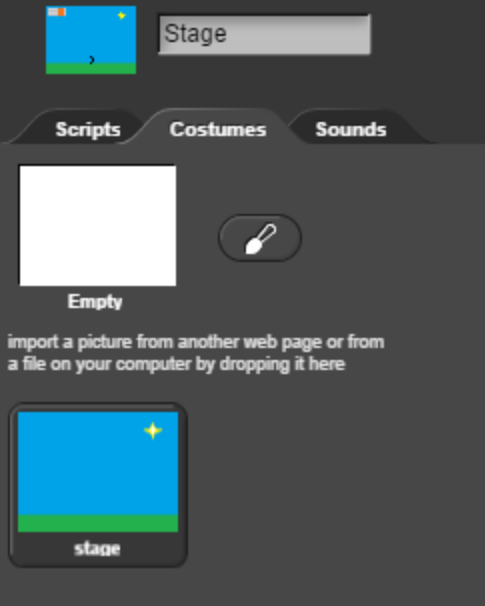 Stage
Scripts
Costumes
Sounds
Empty
import a picture from another web page or from
a file on your computer by dropping it here
stage